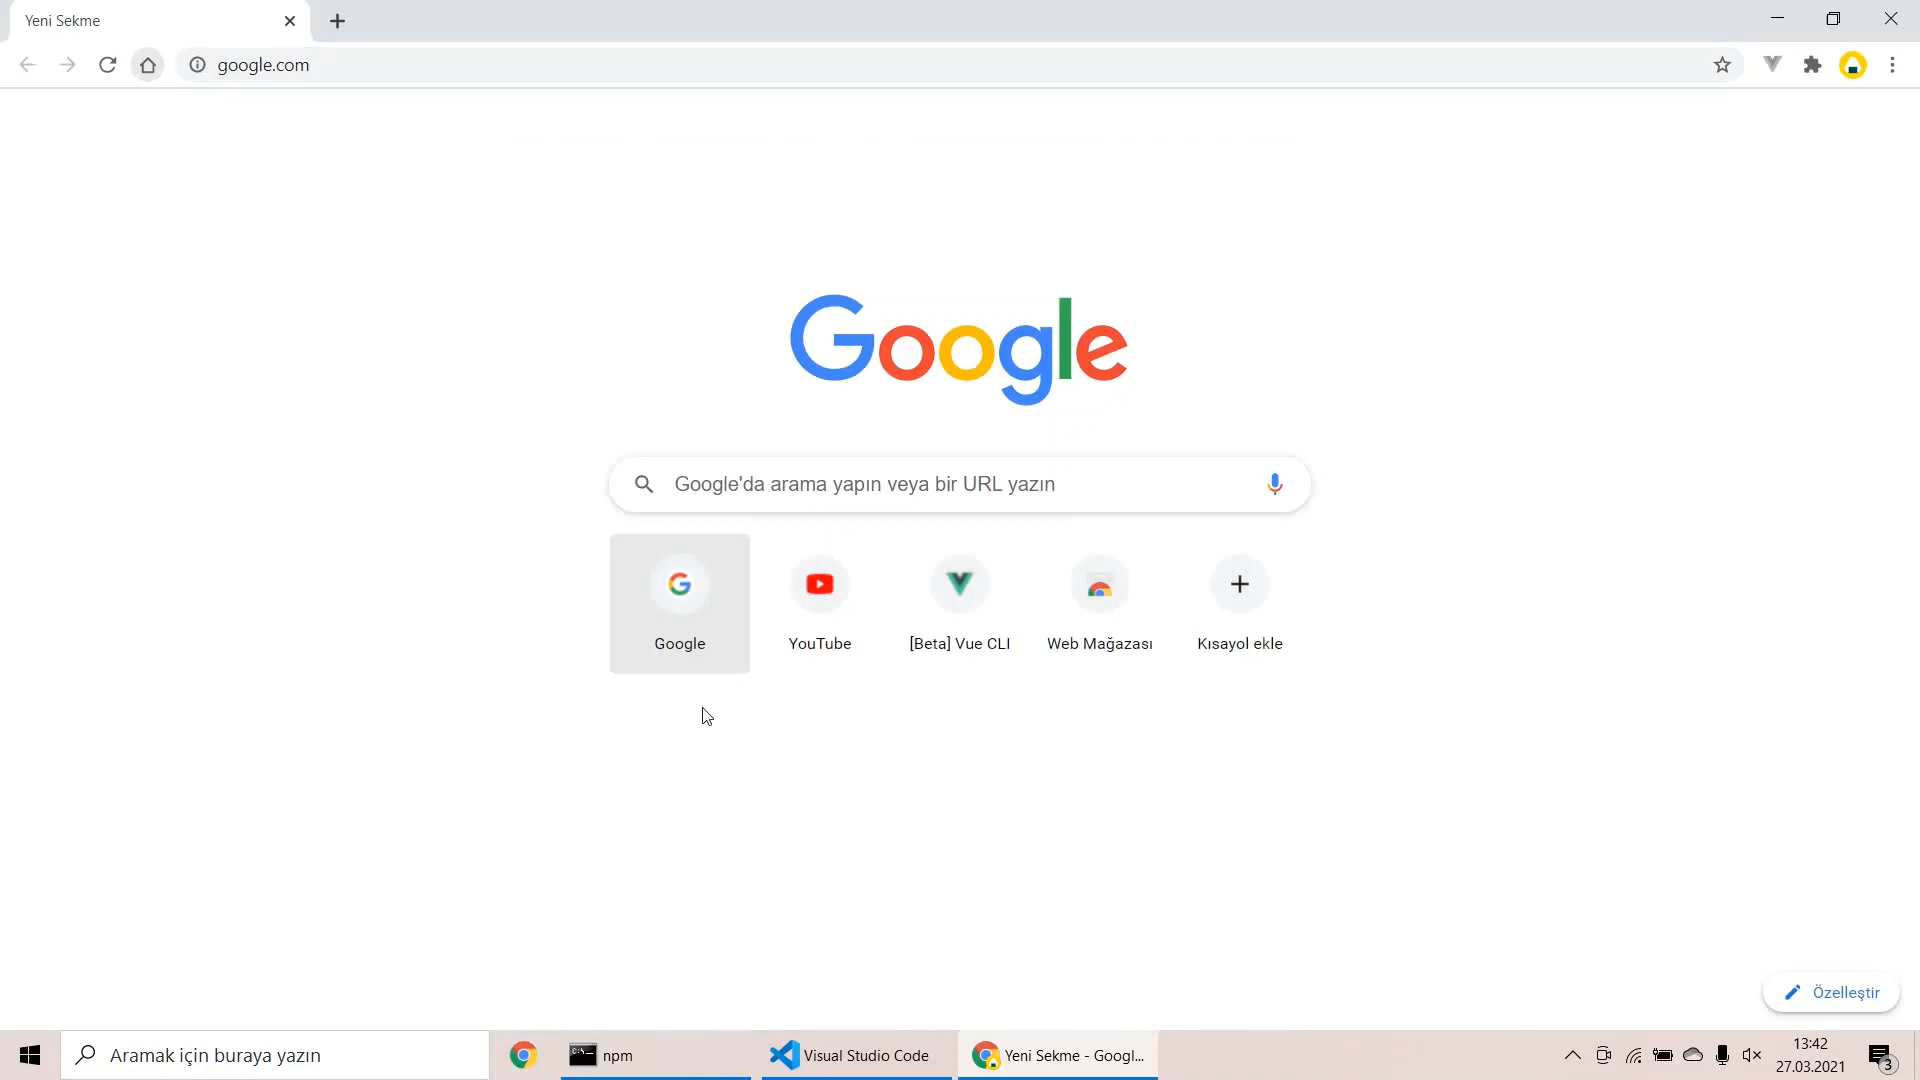 Yeni Sekme
google.com
Google
Google'da arama yapın veya bir URL yazın
Google
YouTube
[Beta] Vue CLI
Web Mağazası
Kısayol ekle
Özelleştir
Aramak için buraya yazın
npm
Visual Studio Code
Yeni Sekme - Googl...
13:42
27.03.2021
3